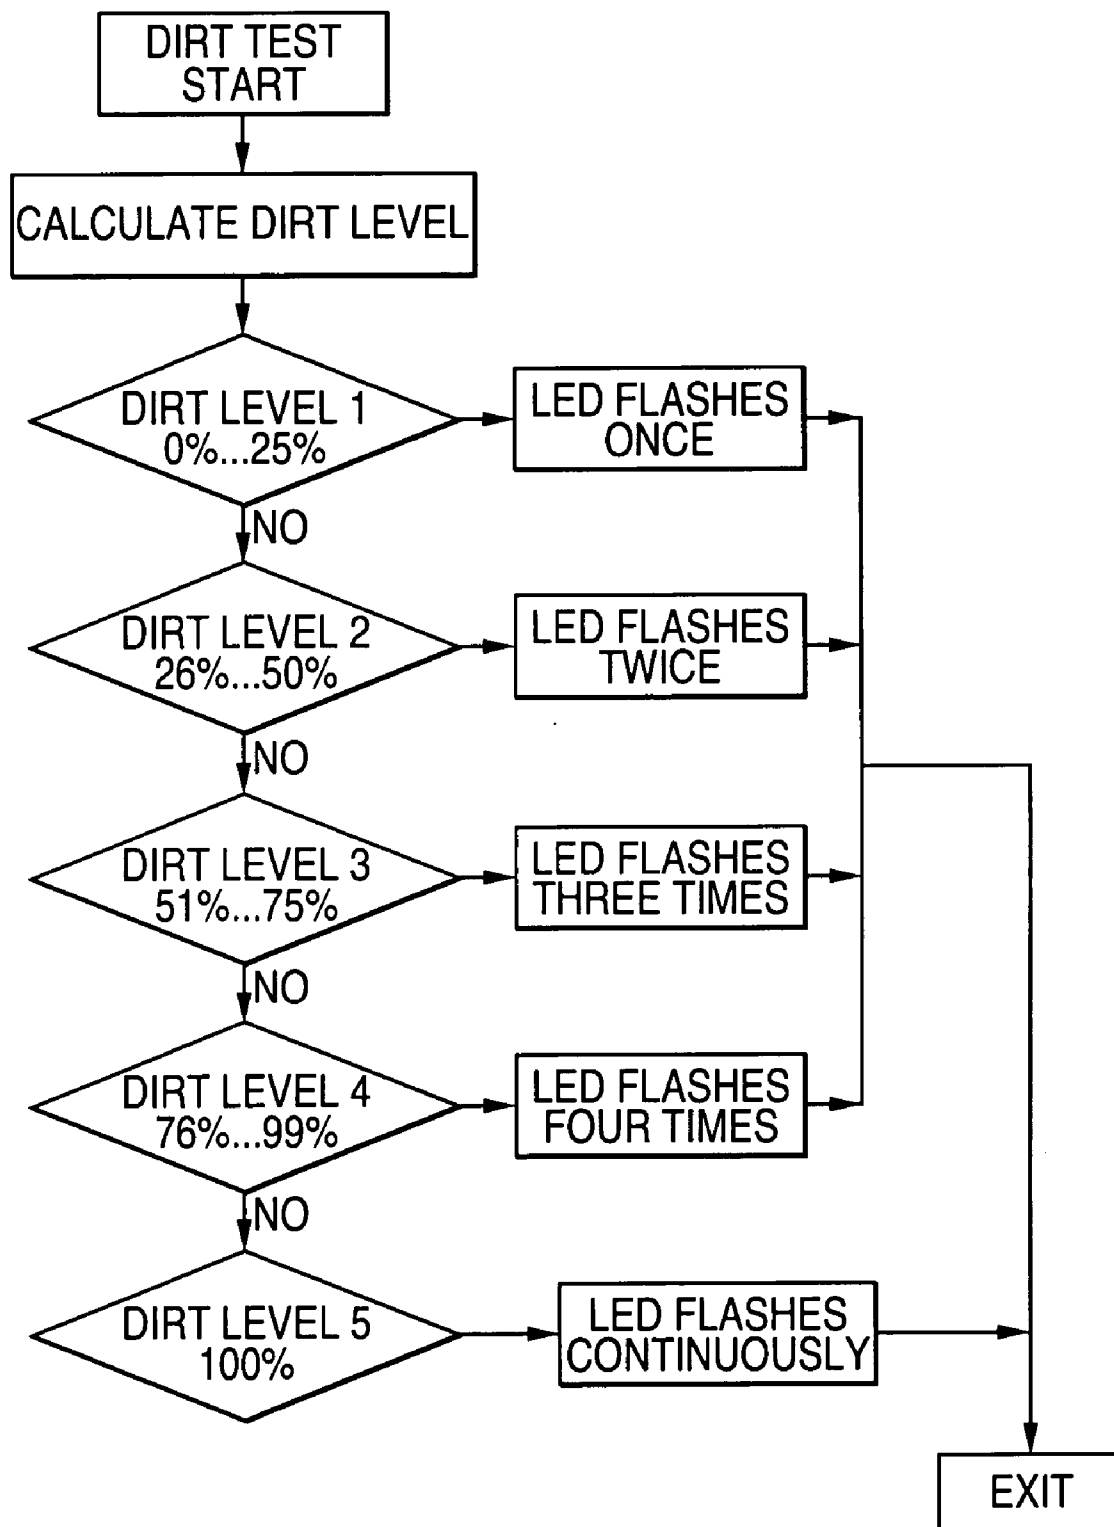 DIRT TEST
START
CALCULATE DIRT LEVEL
DIRT LEVEL 1
0%...25%
LED FLASHES
ONCE
NO
DIRT LEVEL 2
26%...50%
LED FLASHES
TWICE
NO
DIRT LEVEL 3
51%...75%
LED FLASHES
THREE TIMES
NO
DIRT LEVEL 4
76%...99%
LED FLASHES
FOUR TIMES
NO
DIRT LEVEL 5
100%
LED FLASHES
CONTINUOUSLY
EXIT